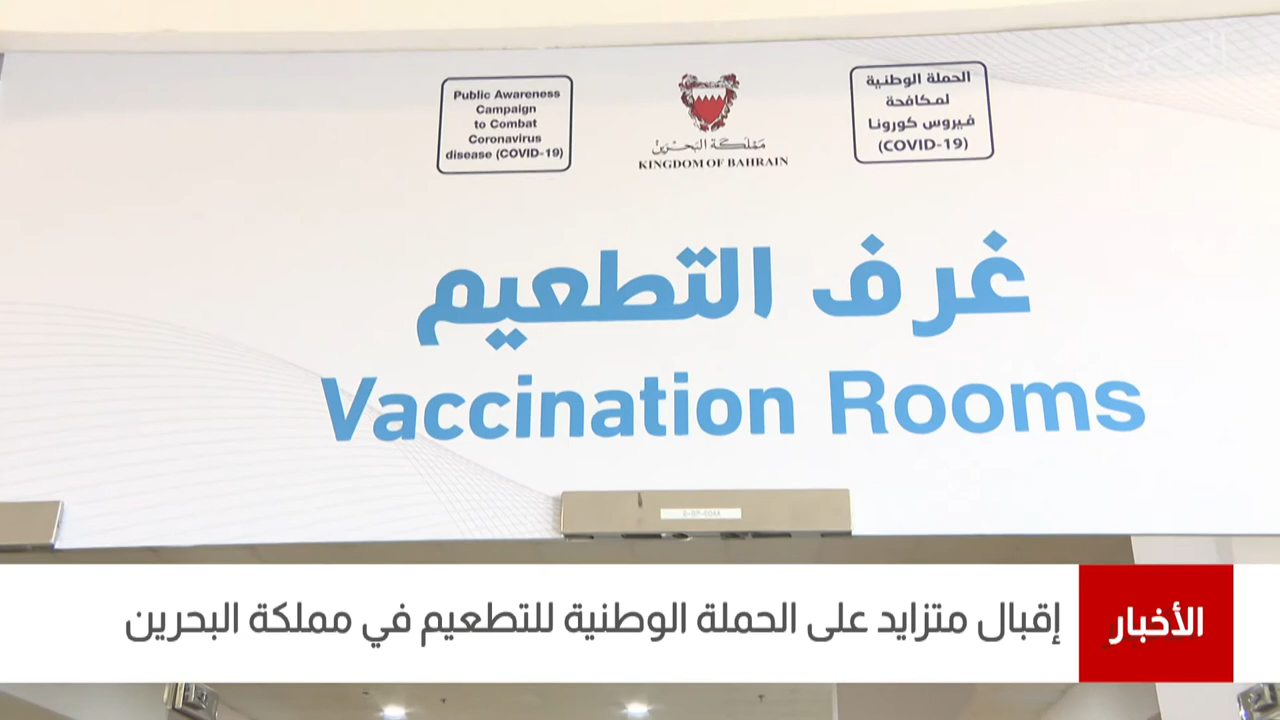 Public Awareness
Campaign
to Combat
Coronavirus
disease (COVID-19)
مملكة البحرين
KINGDOM OF BAHRAIN
الحملة الوطنية
لمكافحة
فيروس كورونا
(COVID-19)
غرف التطعيم
Vaccination Rooms
الأخبار
إقبال متزايد على الحملة الوطنية للتطعيم في مملكة البحرين